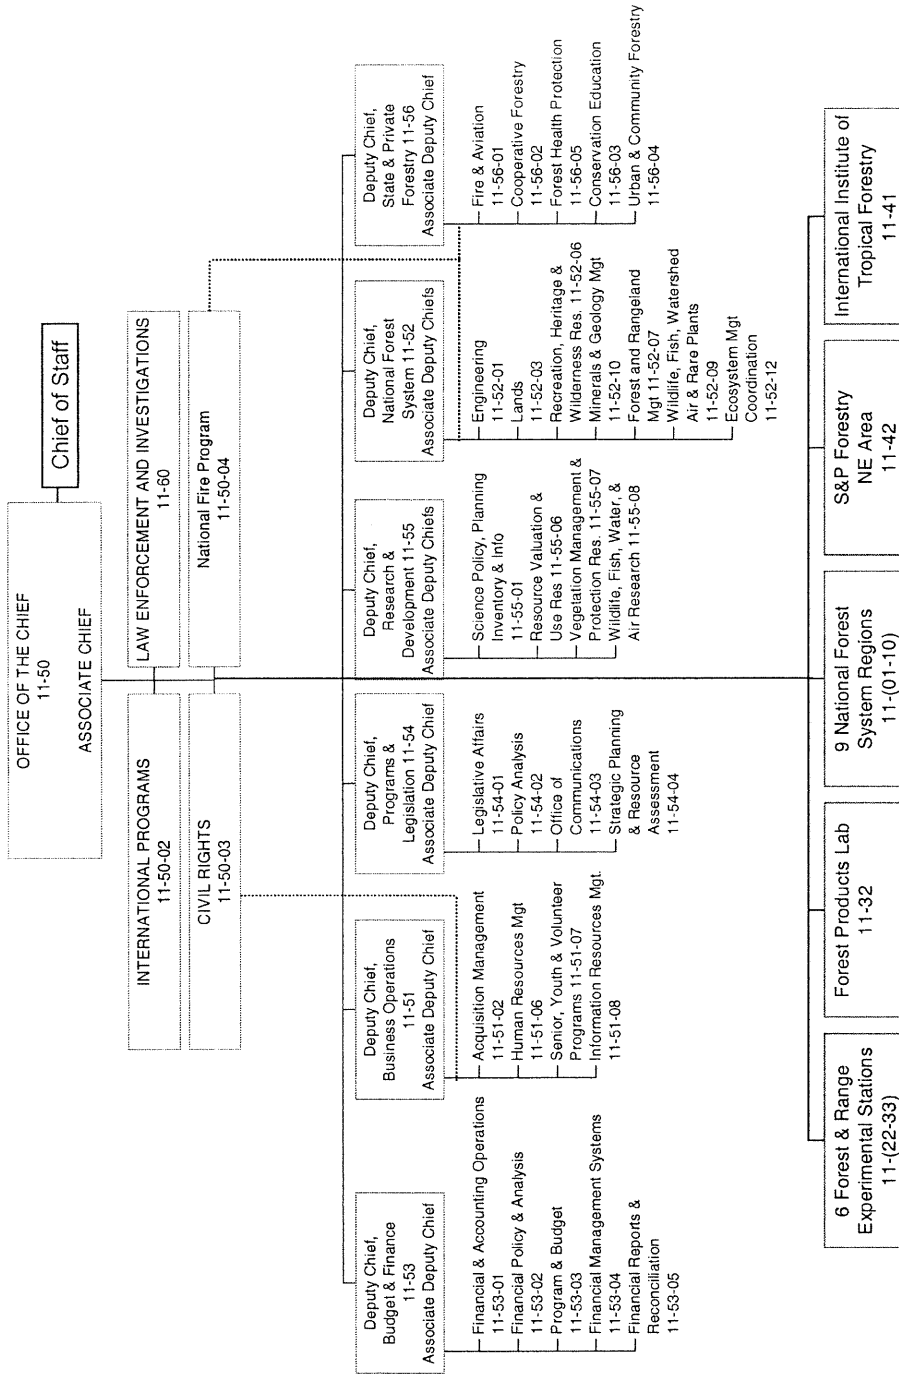 OFFICE OF THE CHIEF
11-50
ASSOCIATE CHIEF
Chief of Staff
INTERNATIONAL PROGRAMS
11-50-02
LAW ENFORCEMENT AND INVESTIGATIONS
11-60
CIVIL RIGHTS
11-50-03
National Fire Program
11-50-04
Deputy Chief,
Budget & Finance
11-53
Associate Deputy Chief
Financial & Accounting Operations
11-53-01
Financial Policy & Analysis
11-53-02
Program & Budget
11-53-03
Financial Management Systems
11-53-04
Financial Reports &
Reconciliation
11-53-05
Deputy Chief,
Business Operations
11-51
Associate Deputy Chief
Acquisition Management
11-51-02
Human Resources Mgt
11-51-06
Senior, Youth & Volunteer
Programs 11-51-07
Information Resources Mgt.
11-51-08
Deputy Chief,
Programs &
Legislation 11-54
Associate Deputy Chief
Legislative Affairs
11-54-01
Policy Analysis
11-54-02
Office of
Communications
11-54-03
Strategic Planning
& Resource
Assessment
11-54-04
Deputy Chief,
Research &
Development 11-55
Associate Deputy Chiefs
Science Policy, Planning
Inventory & Info
11-55-01
Resource Valuation &
Use Res 11-55-06
Vegetation Management &
Protection Res. 11-55-07
Wildlife, Fish, Water, &
Air Research 11-55-08
Deputy Chief,
National Forest
System 11-52
Associate Deputy Chiefs
Engineering
11-52-01
Lands
11-52-03
Recreation, Heritage &
Wilderness Res. 11-52-06
Minerals & Geology Mgt
11-52-10
Forest and Rangeland
Mgt 11-52-07
Wildlife, Fish, Watershed
Air & Rare Plants
11-52-09
Ecosystem Mgt
Coordination
11-52-12
Deputy Chief,
State & Private
Forestry 11-56
Associate Deputy Chief
Fire & Aviation
11-56-01
Cooperative Forestry
11-56-02
Forest Health Protection
11-56-05
Conservation Education
11-56-03
Urban & Community Forestry
11-56-04
6 Forest & Range
Experimental Stations
11-(22-33)
Forest Products Lab
11-32
9 National Forest
System Regions
11-(01-10)
S&P Forestry
NE Area
11-42
International Institute of
Tropical Forestry
11-41